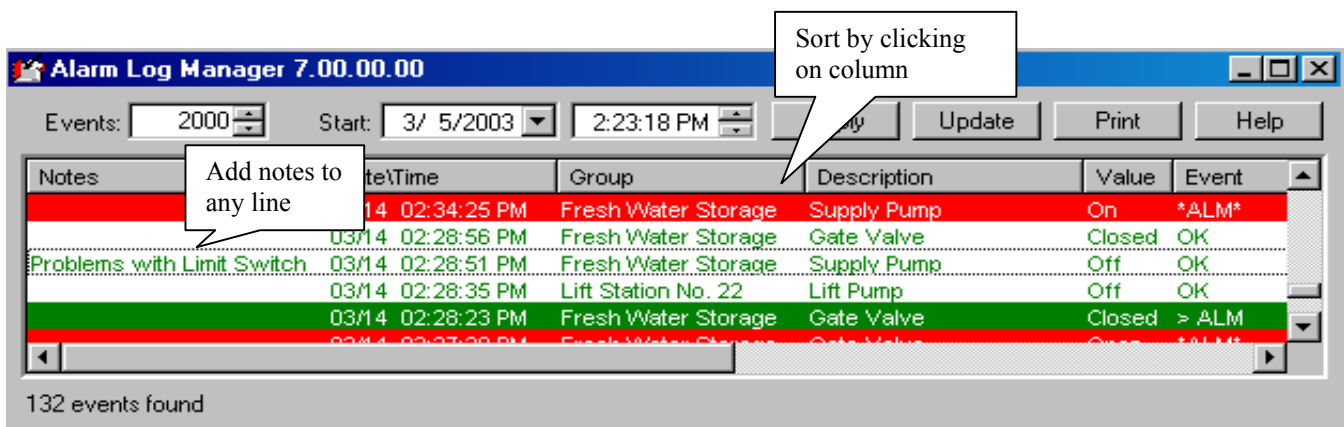 Sort by clicking
on column
Alarm Log Manager 7.00.00.00
Events: 2000 Start: 3/ 5/2003 2:23:18 PM Update Print Help
Add notes to
any line
Notes Group Description Value Event
02:34:25 PM Fresh Water Storage Supply Pump On *ALM*
03/14 02:28:56 PM Fresh Water Storage Gate Valve Closed OK
Problems with Limit Switch 03/14 02:28:51 PM Fresh Water Storage Supply Pump Off OK
03/14 02:28:35 PM Lift Station No. 22 Lift Pump Off OK
03/14 02:28:23 PM Fresh Water Storage Gate Valve Closed > ALM
132 events found